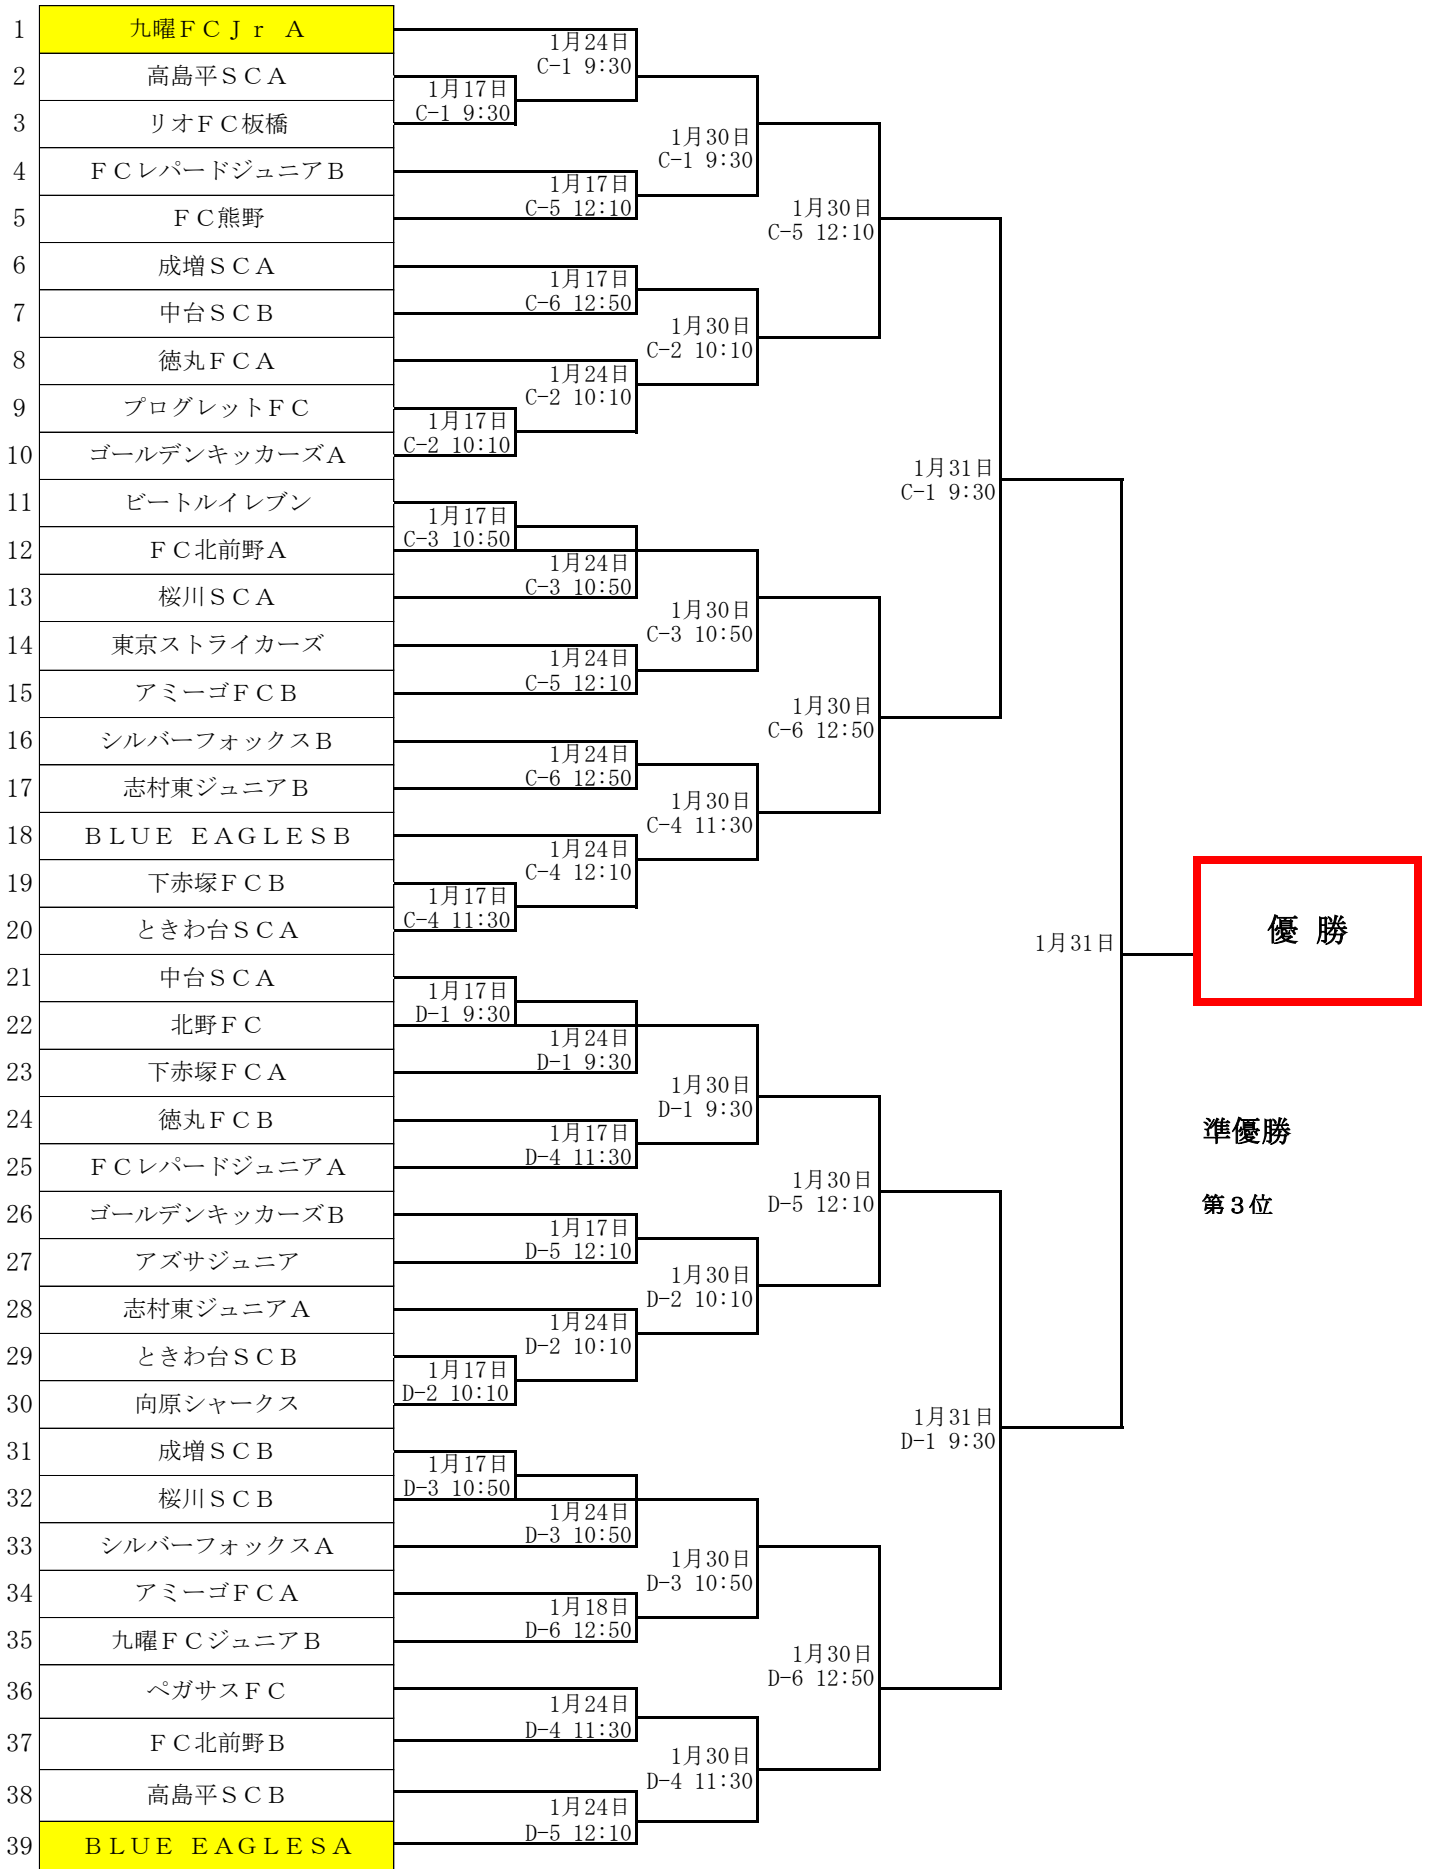 1 九曜ＦＣＪｒ Ａ
1月24日
C-1 9:30
2 高島平ＳＣＡ
1月17日
C-1 9:30
3 リオＦＣ板橋
1月30日
C-1 9:30
4 ＦＣレパードジュニアＢ
1月17日
C-5 12:10
5 ＦＣ熊野
1月30日
C-5 12:10
6 成増ＳＣＡ
1月17日
C-6 12:50
7 中台ＳＣＢ
1月30日
C-2 10:10
8 徳丸ＦＣＡ
1月24日
C-2 10:10
9 プログレットＦＣ
1月17日
C-2 10:10
10 ゴールデンキッカーズＡ
1月31日
C-1 9:30
11 ビートルイレブン
1月17日
C-3 10:50
12 ＦＣ北前野Ａ
1月24日
C-3 10:50
13 桜川ＳＣＡ
1月30日
C-3 10:50
14 東京ストライカーズ
1月24日
C-5 12:10
15 アミーゴＦＣＢ
1月30日
C-6 12:50
16 シルバーフォックスＢ
1月24日
C-6 12:50
17 志村東ジュニアＢ
1月30日
C-4 11:30
18 ＢＬＵＥ ＥＡＧＬＥＳＢ
1月24日
C-4 12:10
19 下赤塚ＦＣＢ
1月17日
C-4 11:30
20 ときわ台ＳＣＡ
1月31日
優 勝
21 中台ＳＣＡ
1月17日
D-1 9:30
22 北野ＦＣ
1月24日
D-1 9:30
23 下赤塚ＦＣＡ
1月30日
D-1 9:30
24 徳丸ＦＣＢ
1月17日
D-4 11:30
準優勝
25 ＦＣレパードジュニアＡ
1月30日
D-5 12:10
第３位
26 ゴールデンキッカーズＢ
1月17日
D-5 12:10
27 アズサジュニア
1月30日
D-2 10:10
28 志村東ジュニアＡ
1月24日
D-2 10:10
29 ときわ台ＳＣＢ
1月17日
D-2 10:10
30 向原シャークス
1月31日
D-1 9:30
31 成増ＳＣＢ
1月17日
D-3 10:50
32 桜川ＳＣＢ
1月24日
D-3 10:50
33 シルバーフォックスＡ
1月30日
D-3 10:50
34 アミーゴＦＣＡ
1月18日
D-6 12:50
35 九曜ＦＣジュニアＢ
1月30日
D-6 12:50
36 ペガサスＦＣ
1月24日
D-4 11:30
37 ＦＣ北前野Ｂ
1月30日
D-4 11:30
38 高島平ＳＣＢ
1月24日
D-5 12:10
39 ＢＬＵＥ ＥＡＧＬＥＳＡ